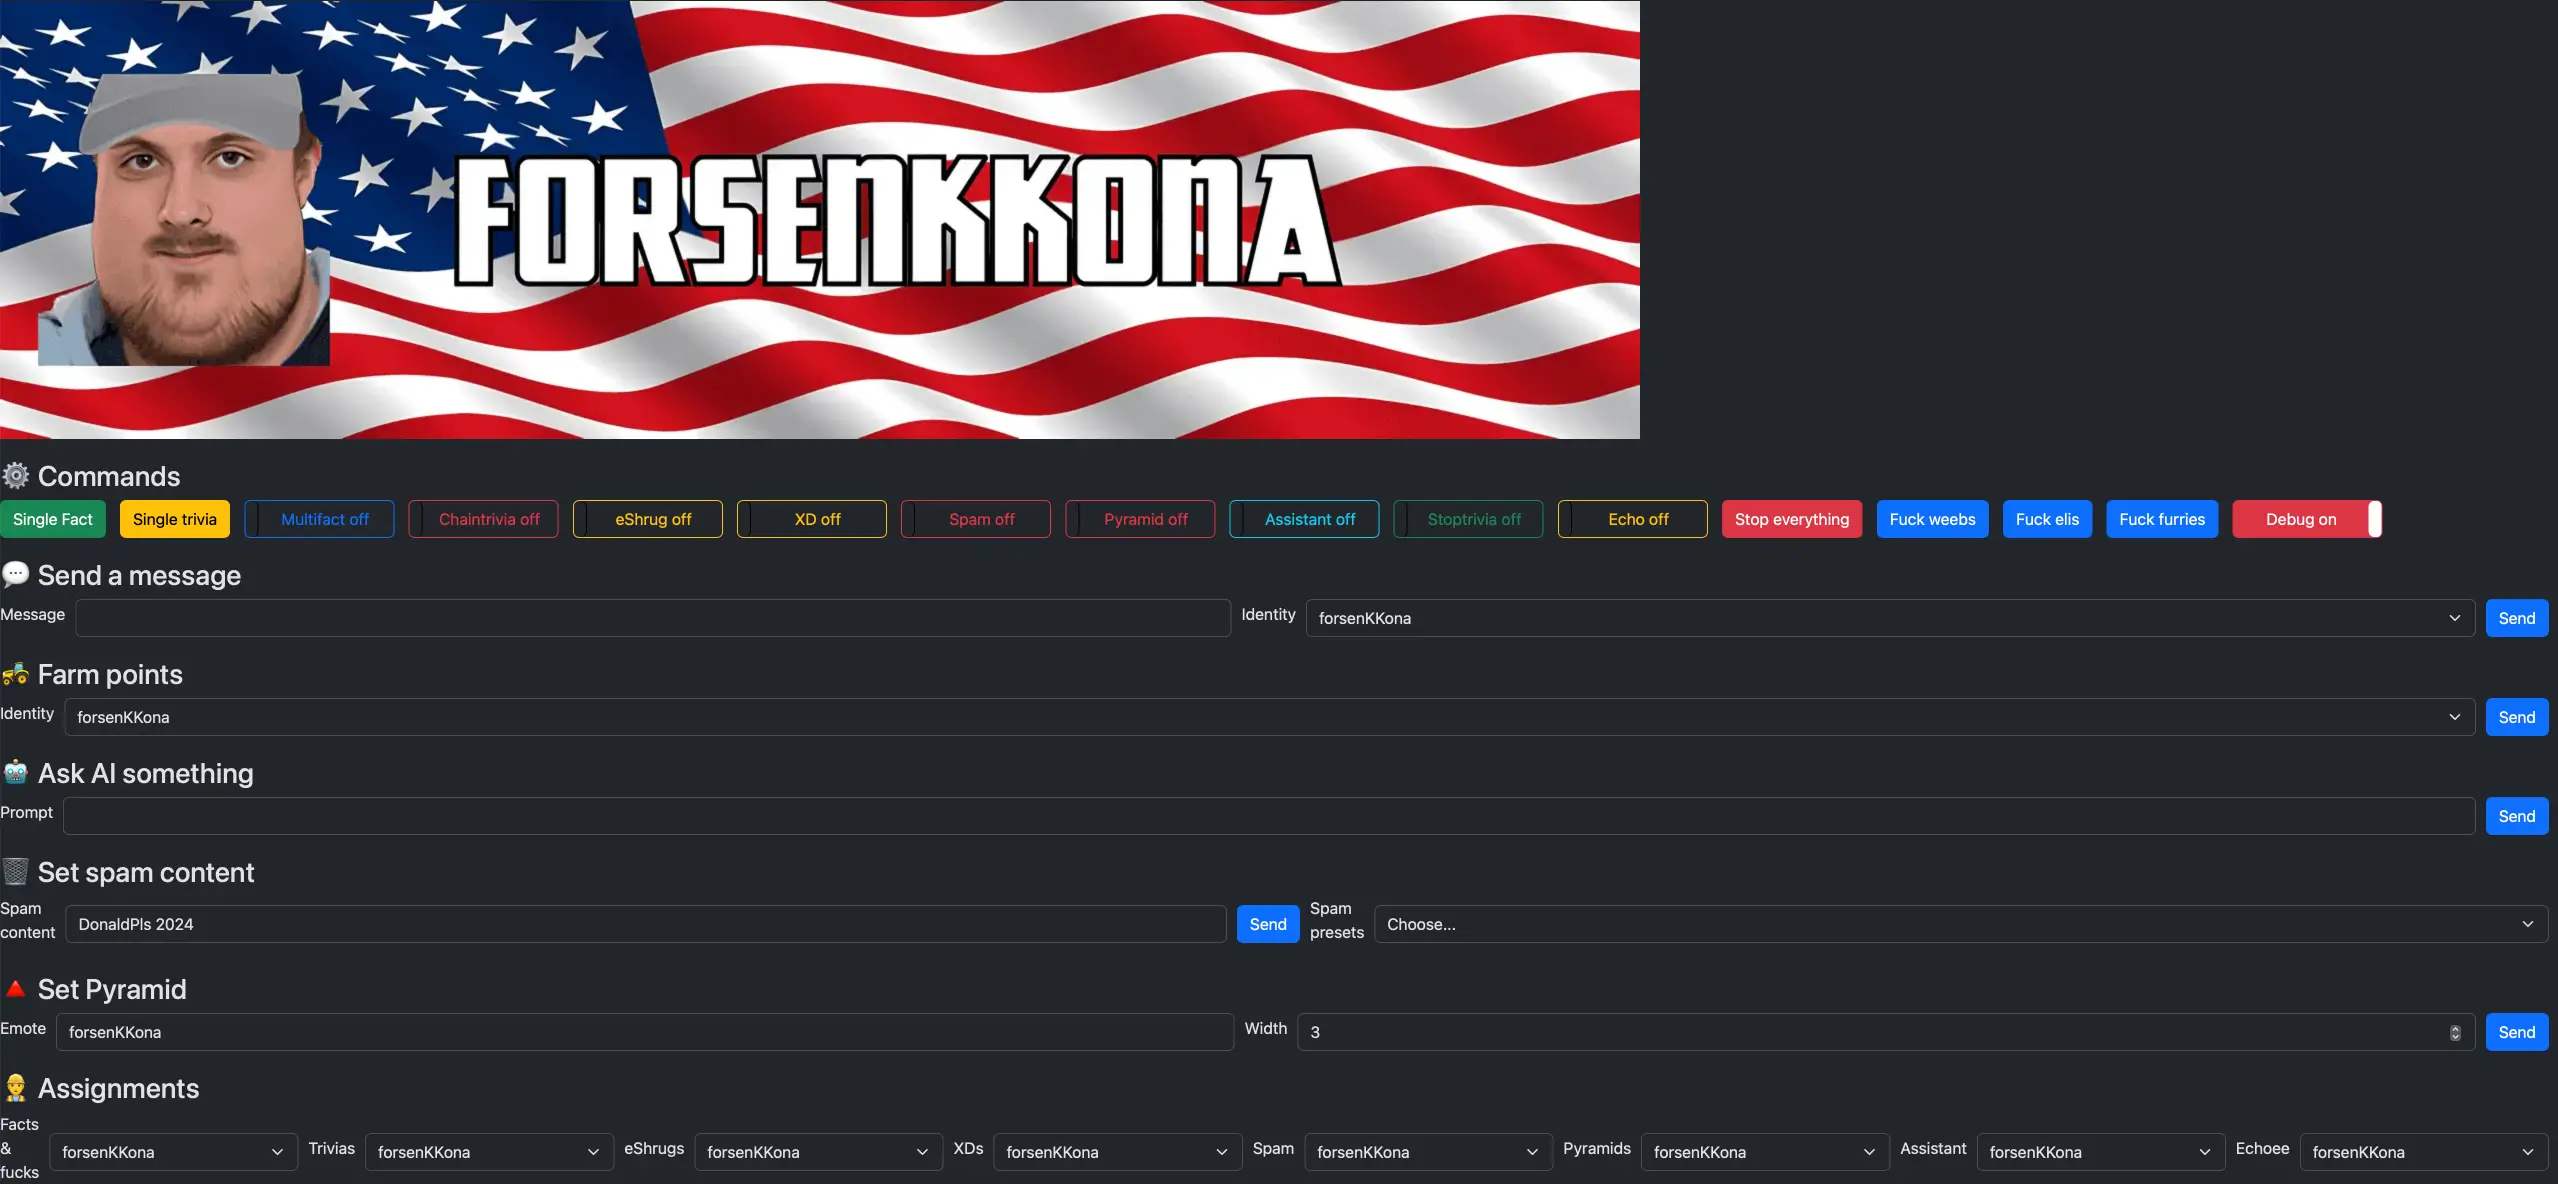 FORSENKKONA
Commands
Single Fact Single trivia Multifact off Chaintrivia off eShrug off XD off Spam off Pyramid off Assistant off Stoptrivia off Echo off Stop everything Fuck weebs Fuck elis Fuck furries Debug on
Send a message
Message Identity forsenKKona Send
Farm points
Identity forsenKKona Send
Ask AI something
Prompt Send
Set spam content
Spam content DonaldPls 2024 Send Spam presets Choose...
Set Pyramid
Emote forsenKKona Width 3 Send
Assignments
Facts & fucks forsenKKona Trivias forsenKKona eShrugs forsenKKona XDs forsenKKona Spam forsenKKona Pyramids forsenKKona Assistant forsenKKona Echoee forsenKKona